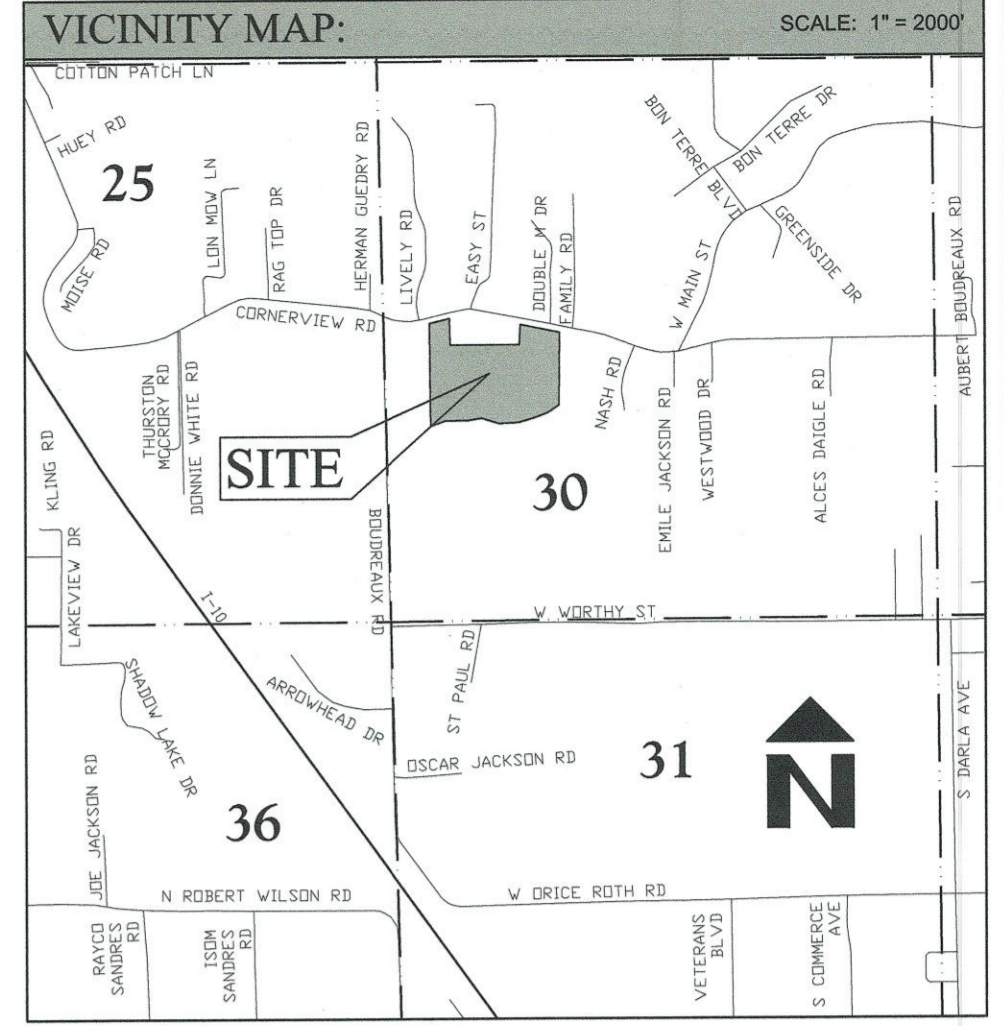 VICINITY MAP:
SCALE: 1" = 2000'
COTTON PATCH LN
HUEY RD
25
MOISE RD
LON MOW LN
RAG TOP DR
HERMAN GUEDRY RD
LIVELY RD
EASY ST
DOUBLE M DR
FAMILY RD
BON TERRE BLVD
BON TERRE DR
GREENSIDE DR
W MAIN ST
AUBERT BOUDREAUX RD
CORNERVIEW RD
THURSTON
MCCRORY RD
DONNIE WHITE RD
SITE
30
NASH RD
EMILE JACKSON RD
WESTWOOD DR
ALCES DAIGLE RD
KLING RD
LAKEVIEW DR
I-10
BOUDREAUX RD
W WORTHY ST
SHADOW LAKE DR
ARROWHEAD DR
ST PAUL RD
OSCAR JACKSON RD
31
N
S DARLA AVE
36
JOE JACKSON RD
N ROBERT WILSON RD
W ORICE ROTH RD
RAYCO
SANDRES
RD
ISOM
SANDRES
RD
VETERANS
BLVD
S COMMERCE
AVE